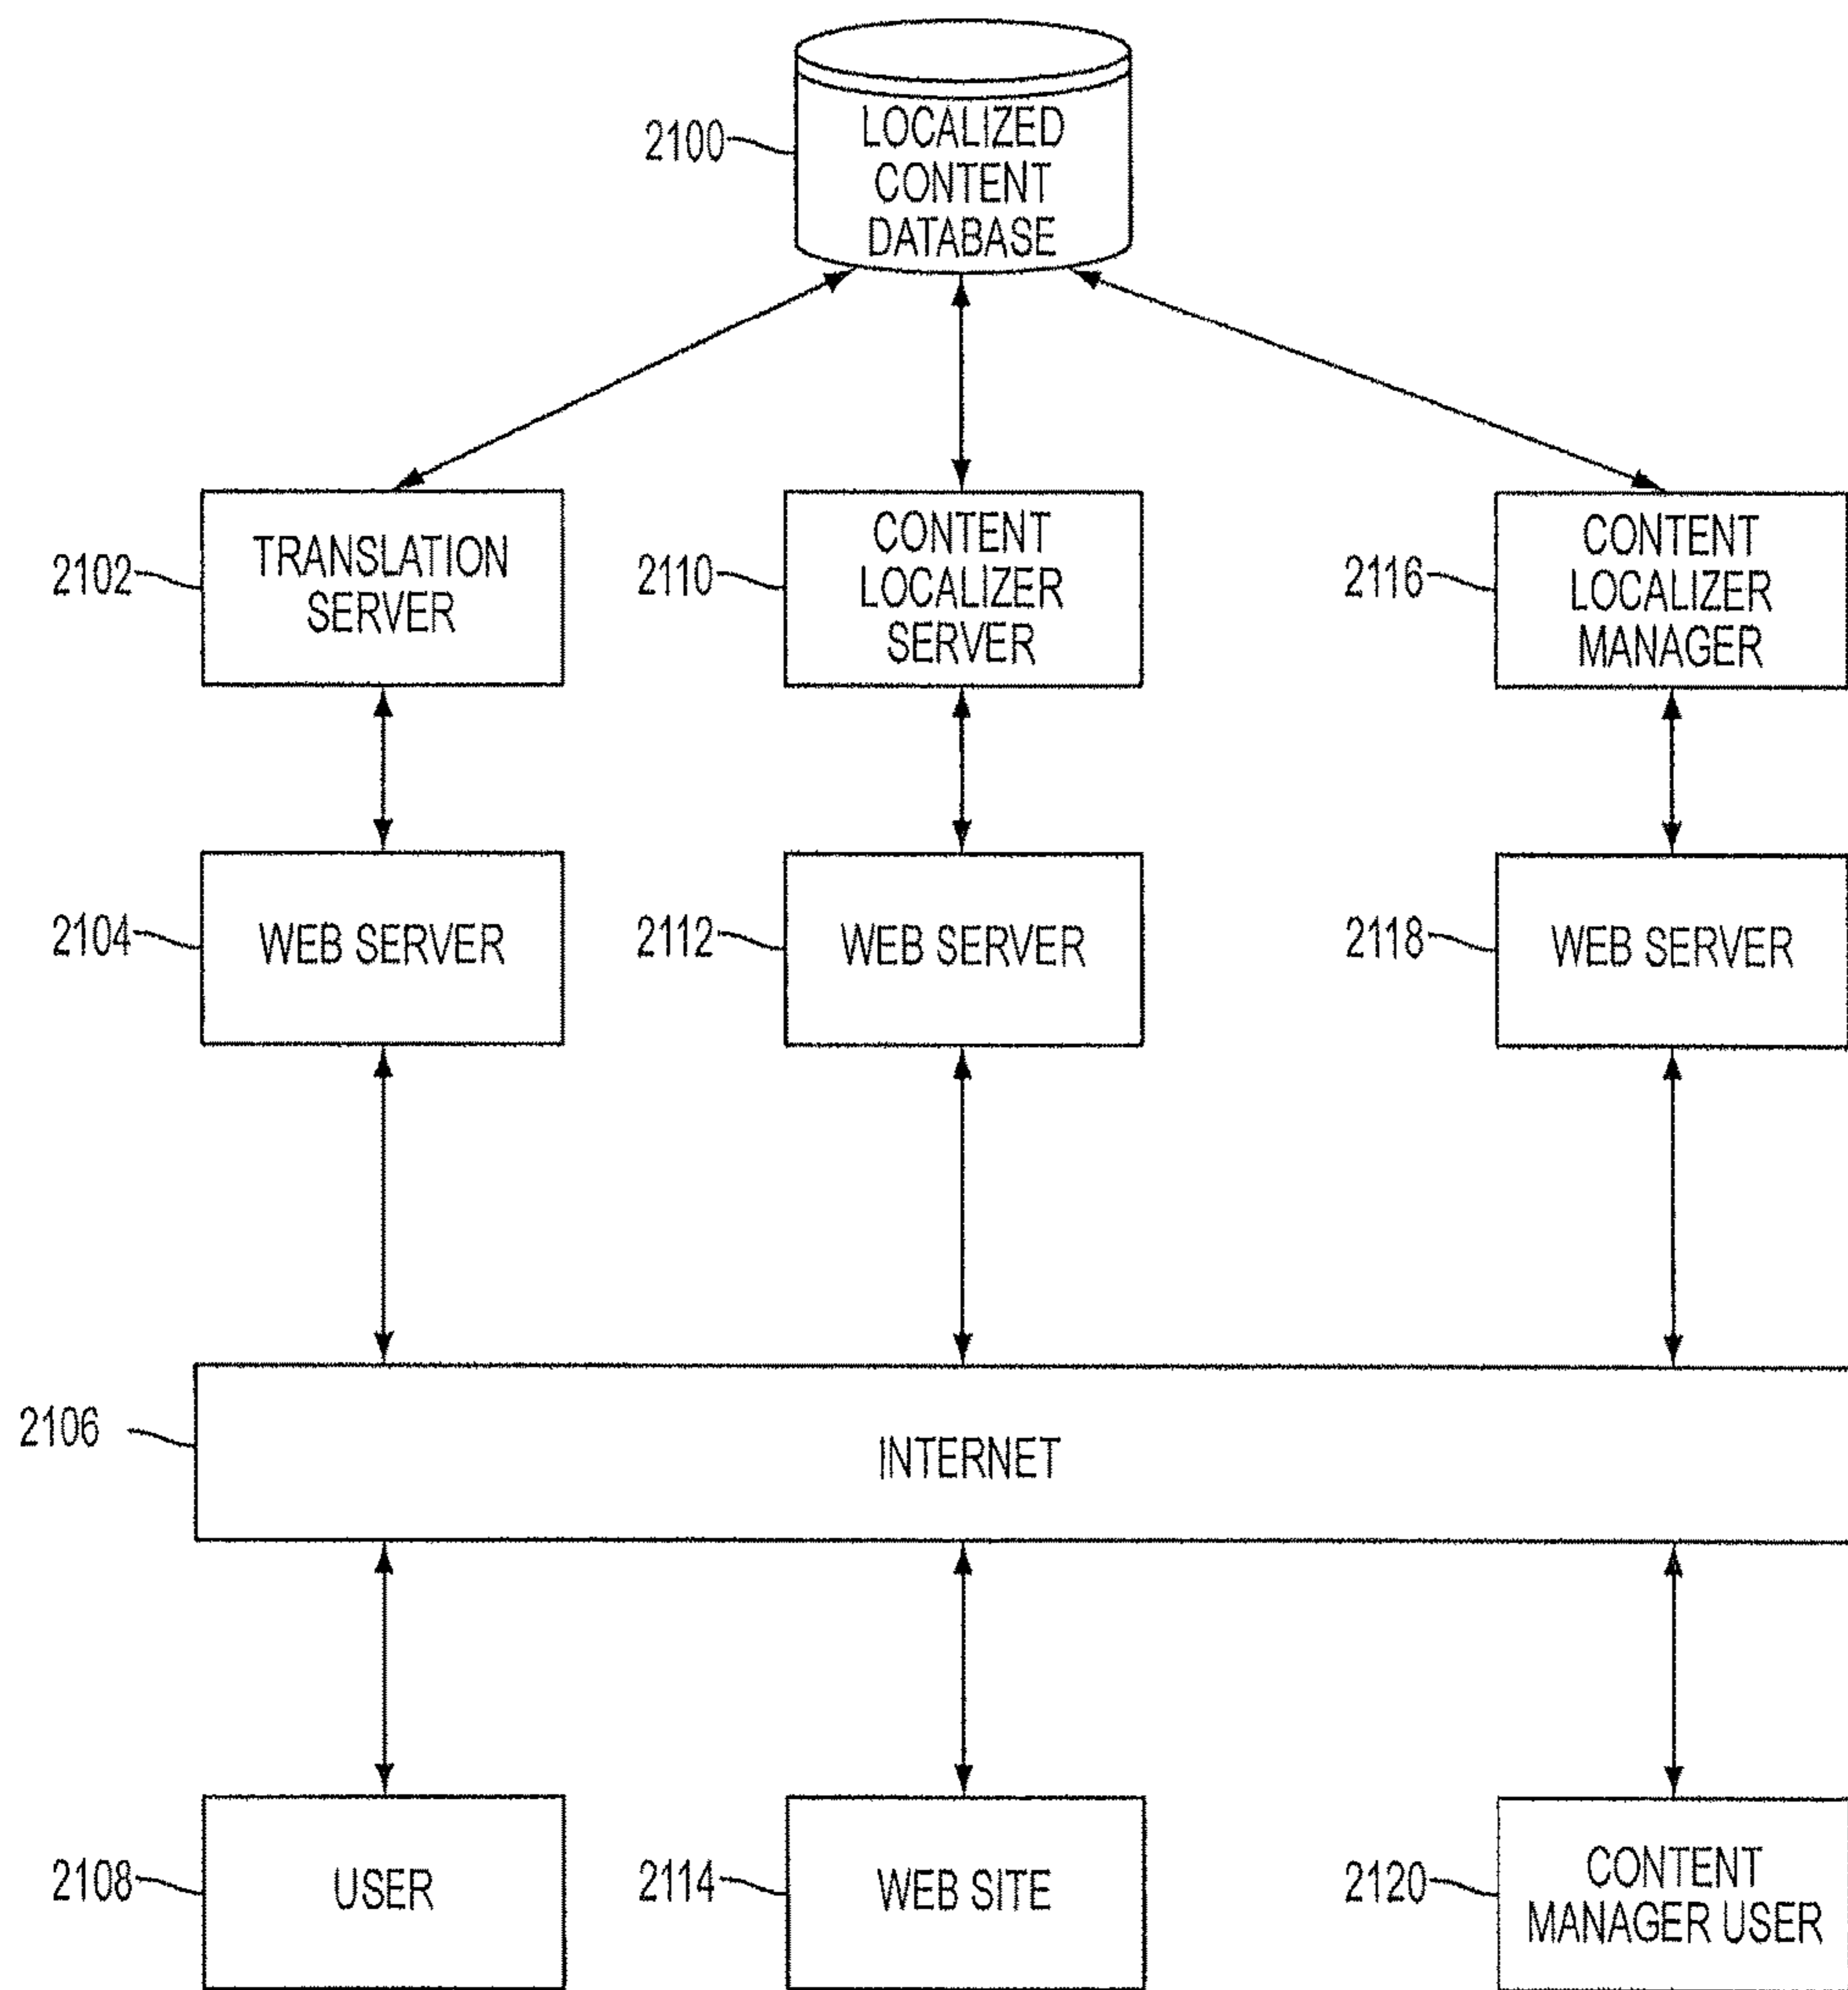 2100
LOCALIZED
CONTENT
DATABASE
2102
TRANSLATION
SERVER
2110
CONTENT
LOCALIZER
SERVER
2116
CONTENT
LOCALIZER
MANAGER
2104
WEB SERVER
2112
WEB SERVER
2118
WEB SERVER
2106
INTERNET
2108
USER
2114
WEB SITE
2120
CONTENT
MANAGER USER